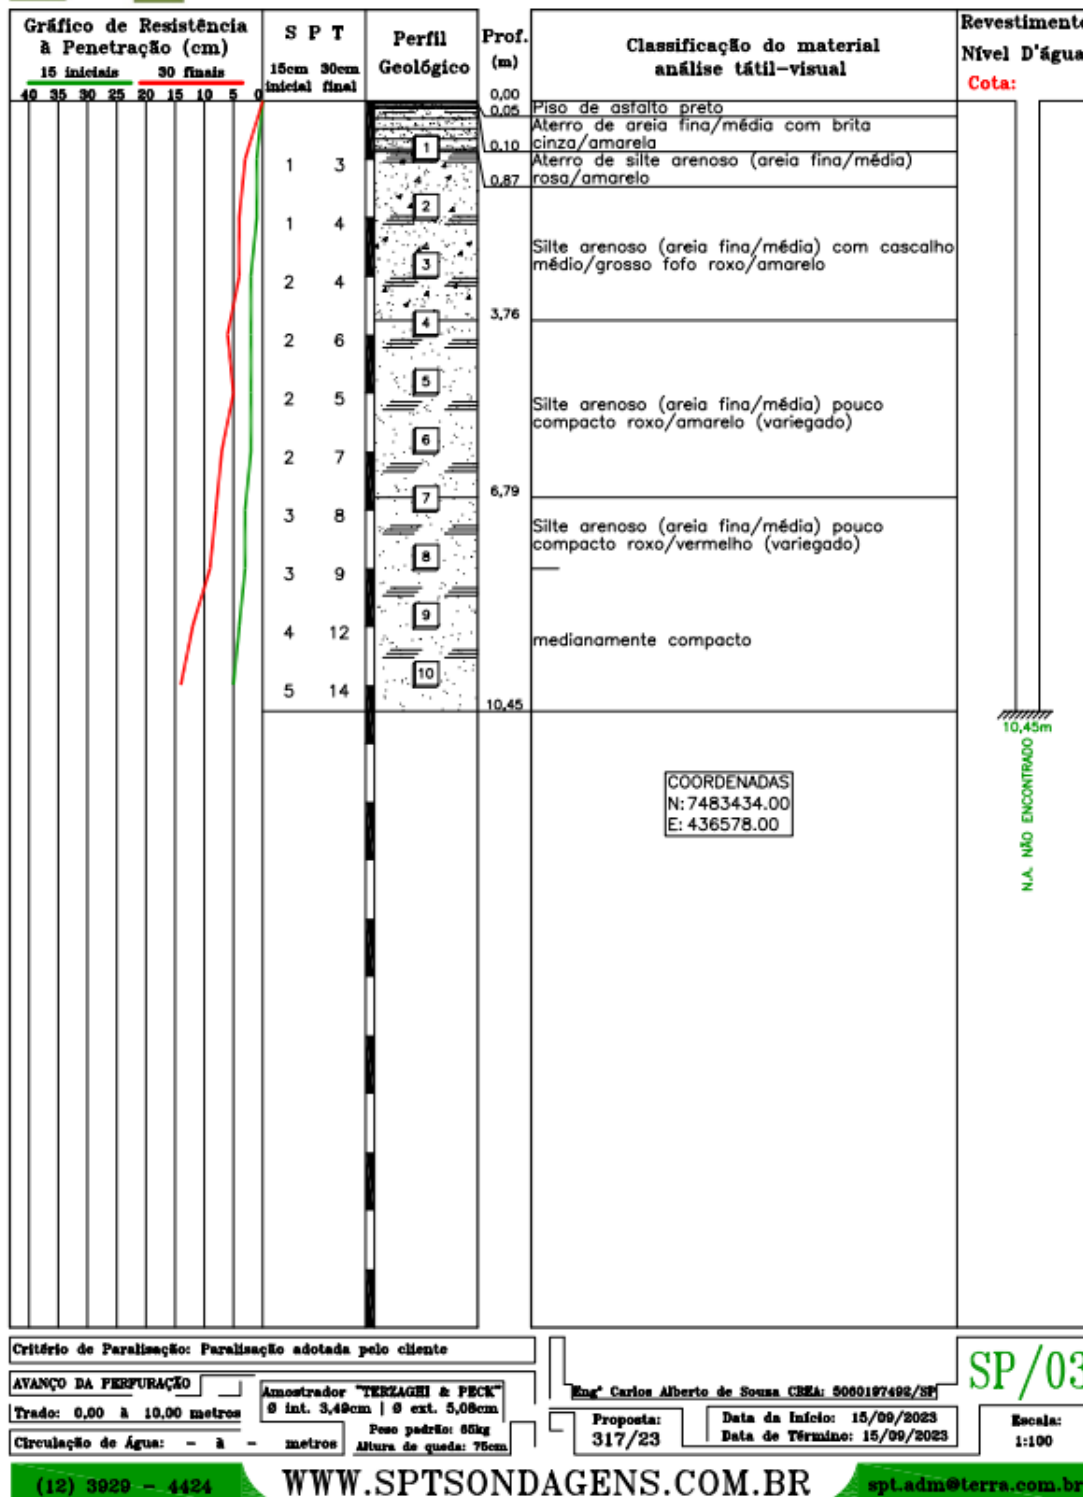 Gráfico de Resistência
à Penetração (cm)
15 iniciais 30 finais
40 35 30 25 20 15 10 5 0
S P T
15cm 30cm
inicial final
Perfil
Geológico
Prof.
(m)
Classificação do material
análise tátil-visual
Revestimento
Nível D'água
Cota:
0,00
0,05 Piso de asfalto preto
Aterro de areia fina/média com brita
0,10 cinza/amarela
Aterro de silte arenoso (areia fina/média)
0,87 rosa/amarelo
1 3 1
1 4 2
Silte arenoso (areia fina/média) com cascalho
médio/grosso fofo roxo/amarelo
2 4 3
3,76
2 6 4
2 5 5
Silte arenoso (areia fina/média) pouco
compacto roxo/amarelo (variegado)
2 7 6
6,79
3 8 7
Silte arenoso (areia fina/média) pouco
compacto roxo/vermelho (variegado)
3 9 8
4 12 9
medianamente compacto
5 14 10
10,45
10,45m
N.A. NÃO ENCONTRADO
COORDENADAS
N: 7483434.00
E: 436578.00
Critério de Paralisação: Paralisação adotada pelo cliente
AVANÇO DA PERFURAÇÃO
Trado: 0,00 à 10,00 metros
Circulação de Água: - à - metros
Amostrador "TERZAGHI & PECK"
Ø int. 3,49cm | Ø ext. 5,08cm
Peso padrão: 65kg
Altura de queda: 75cm
Engº Carlos Alberto de Sousa CREA: 5060197492/SP
Proposta:
317/23
Data da Início: 15/09/2023
Data de Término: 15/09/2023
SP/03
Escala:
1:100
(12) 3929 - 4424
WWW.SPTSONDAGENS.COM.BR
spt.adm@terra.com.br